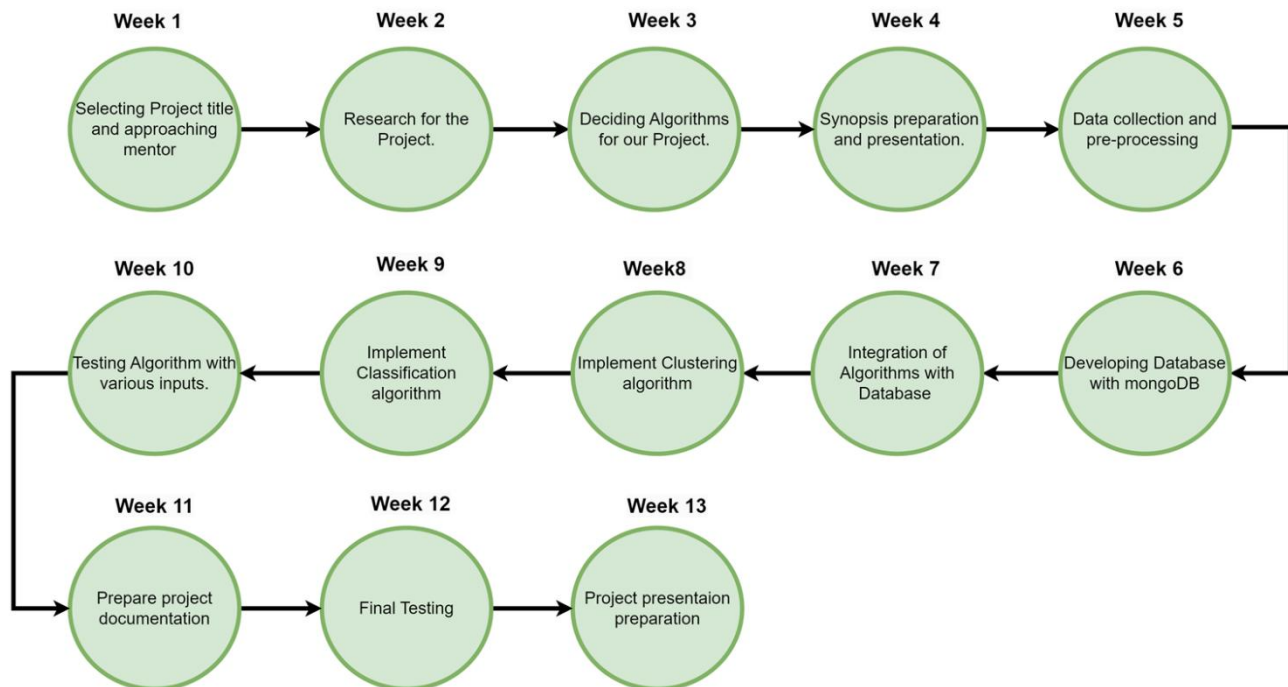 Week 1
Week 2
Week 3
Week 4
Week 5
Selecting Project title
and approaching
mentor
Research for the
Project.
Deciding Algorithms
for our Project.
Synopsis preparation
and presentation.
Data collection and
pre-processing
Week 6
Week 7
Week8
Week 9
Week 10
Developing Database
with mongoDB
Integration of
Algorithms with
Database
Implement Clustering
algorithm
Implement
Classification
algorithm
Testing Algorithm with
various inputs.
Week 11
Week 12
Week 13
Prepare project
documentation
Final Testing
Project presentaion
preparation